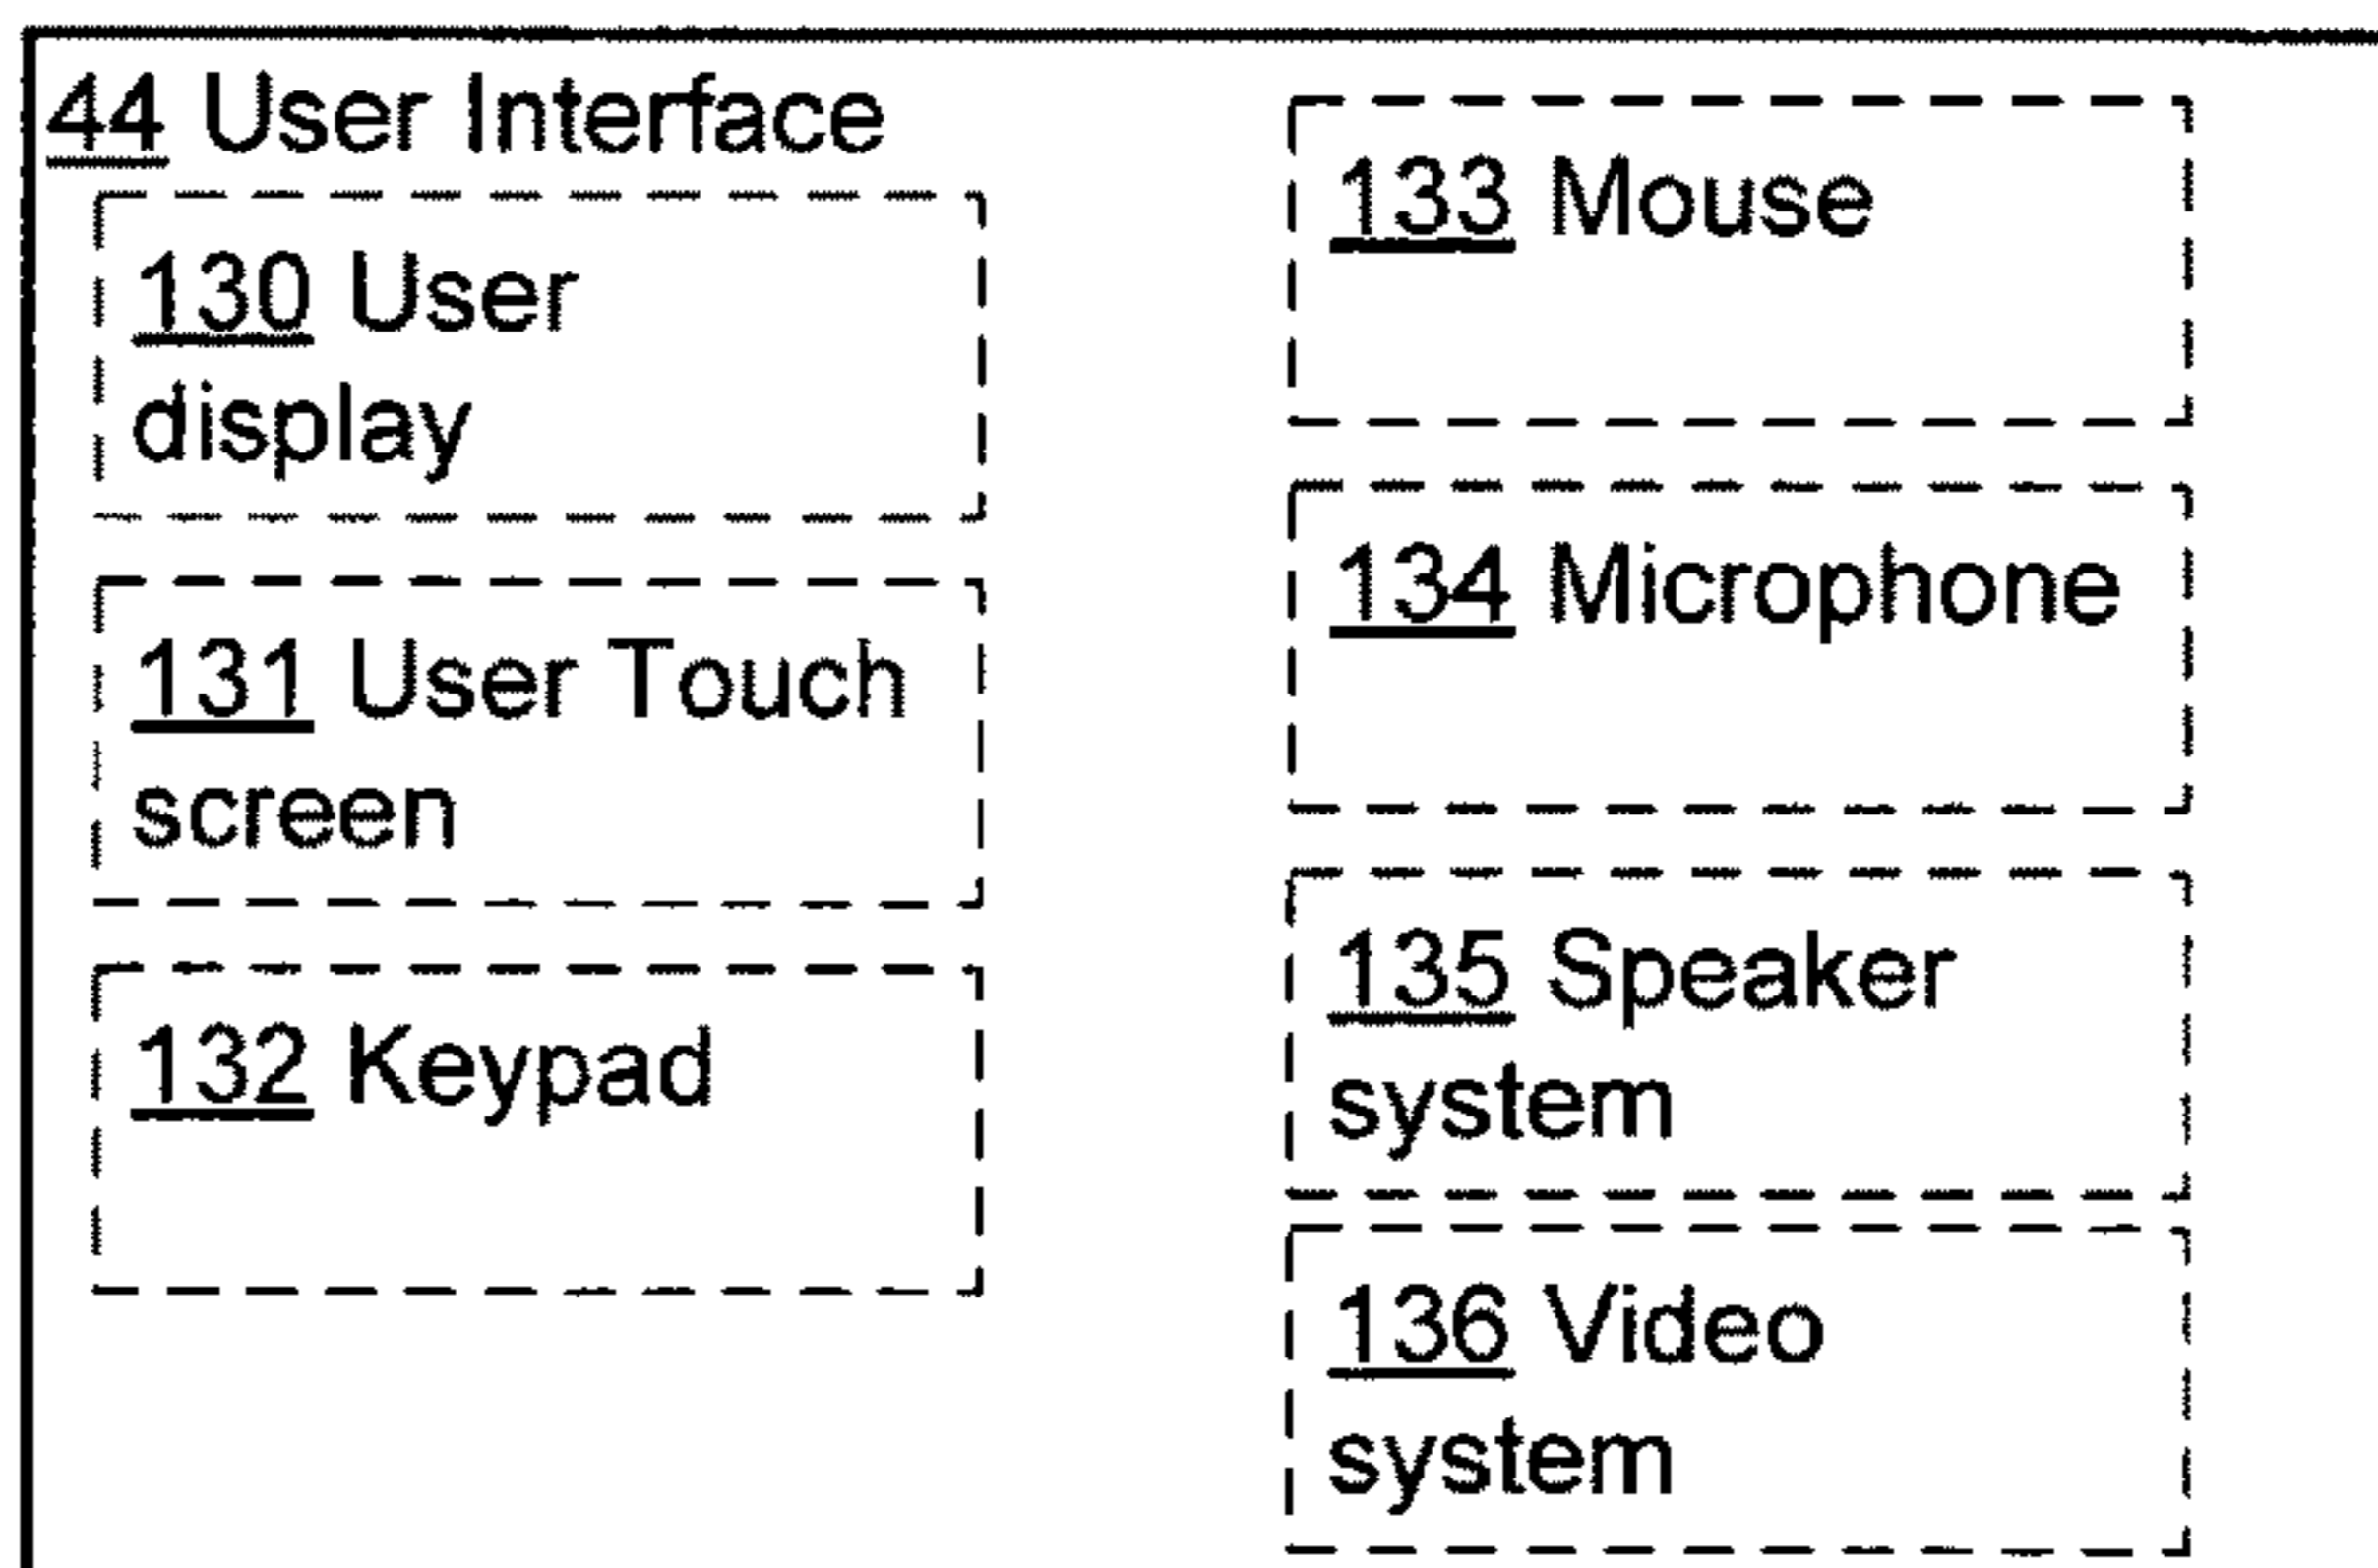 44 User Interface
130 User
display
131 User Touch
screen
132 Keypad
133 Mouse
134 Microphone
135 Speaker
system
136 Video
system